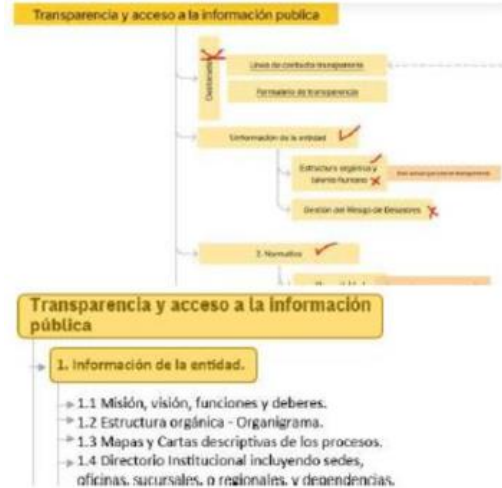 Transparencia y acceso a la información publica
Destacado
Línea de contacto transparente
Formulario de transparencia
Información de la entidad
Estructura orgánica y
talento humano
Gestión del Riesgo de Desastres
2. Normativa
Transparencia y acceso a la información
pública
1. Información de la entidad.
1.1 Misión, visión, funciones y deberes.
1.2 Estructura orgánica - Organigrama.
1.3 Mapas y Cartas descriptivas de los procesos.
1.4 Directorio Institucional incluyendo sedes,
oficinas, sucursales, o regionales, y dependencias.